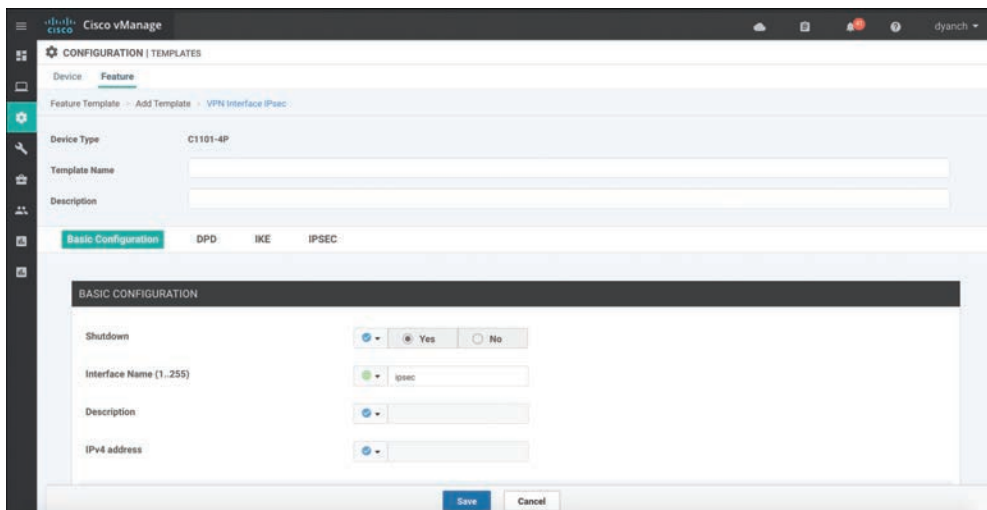 cisco Cisco vManage dyanch
CONFIGURATION | TEMPLATES
Device Feature
Feature Template Add Template VPN Interface IPsec
Device Type C1101-4P
Template Name
Description
Basic Configuration DPD IKE IPSEC
BASIC CONFIGURATION
Shutdown Yes No
Interface Name (1..255) ipsec
Description
IPv4 address
Save Cancel